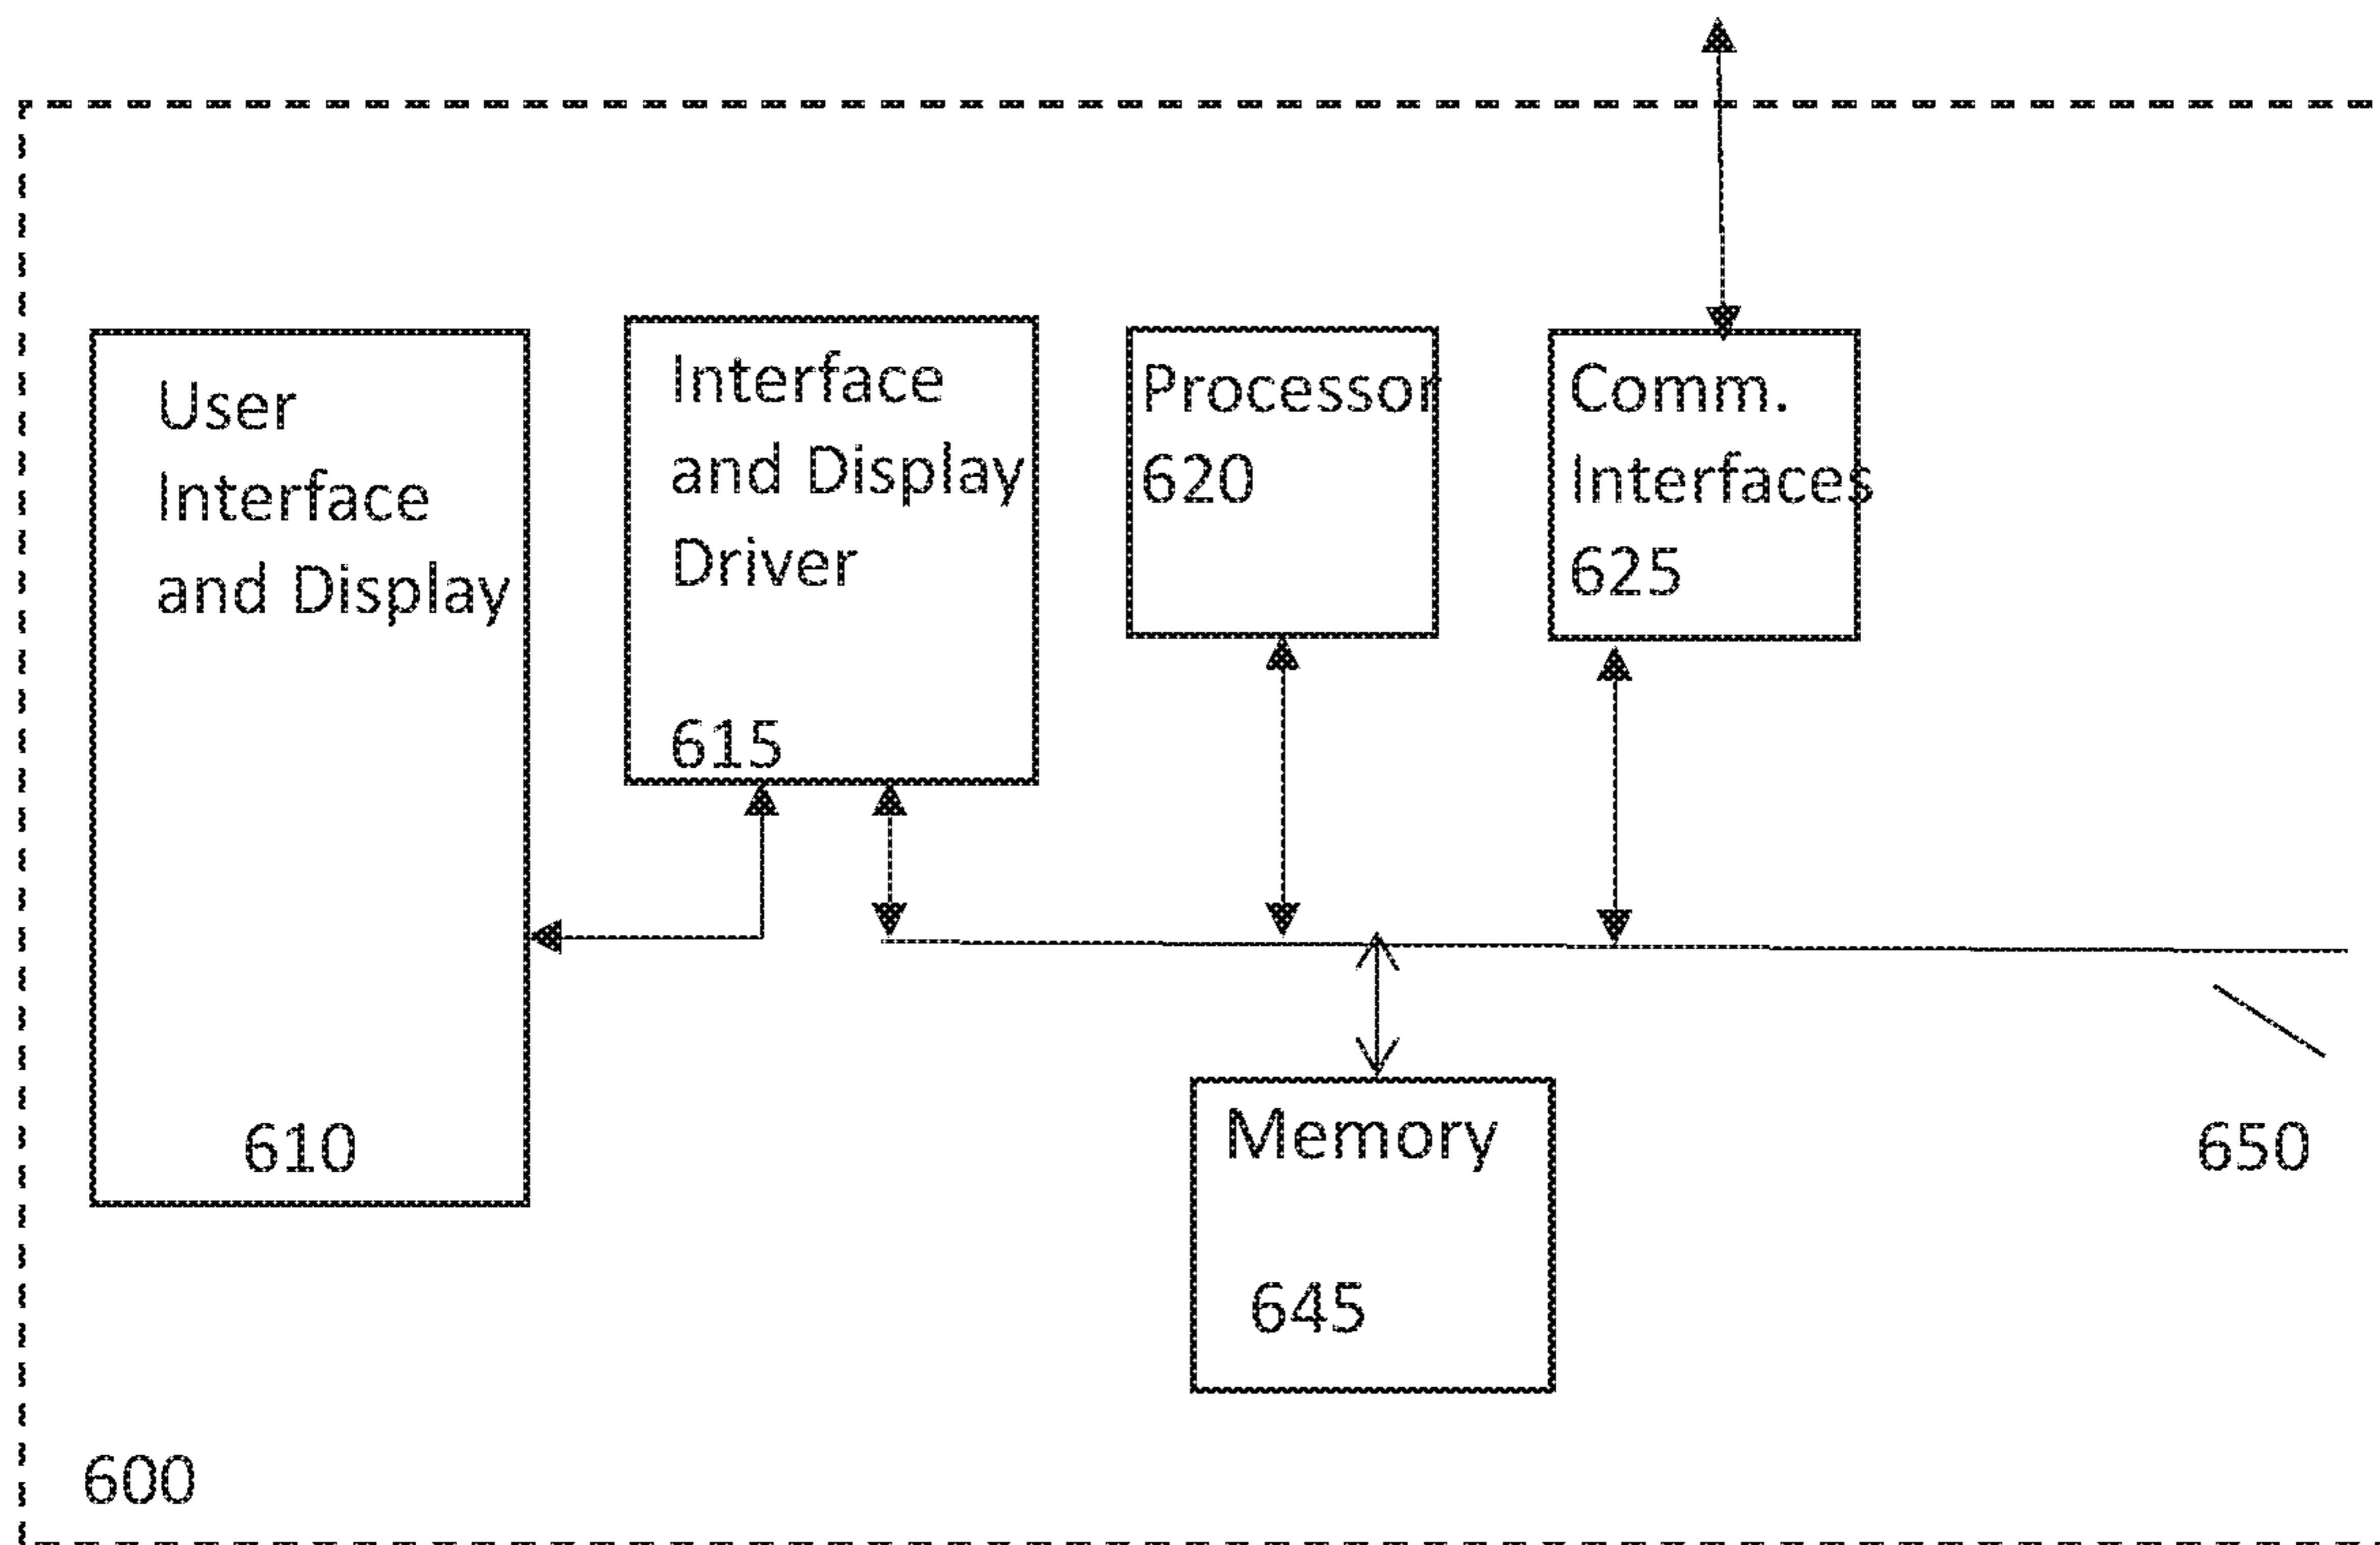 User
Interface
and Display
610
Interface
and Display
Driver
615
Processor
620
Comm.
Interfaces
625
Memory
645
650
600